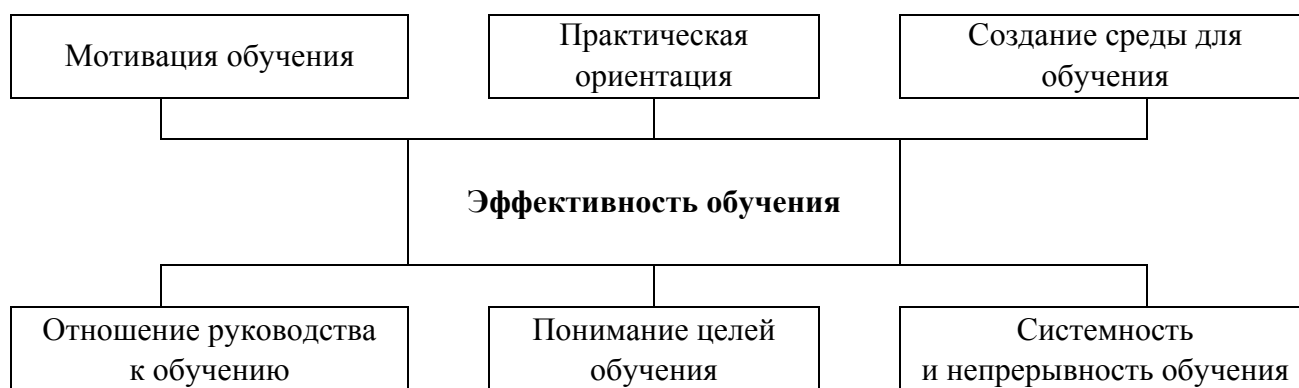 Мотивация обучения
Практическая
ориентация
Создание среды для
обучения
Эффективность обучения
Отношение руководства
к обучению
Понимание целей
обучения
Системность
и непрерывность обучения